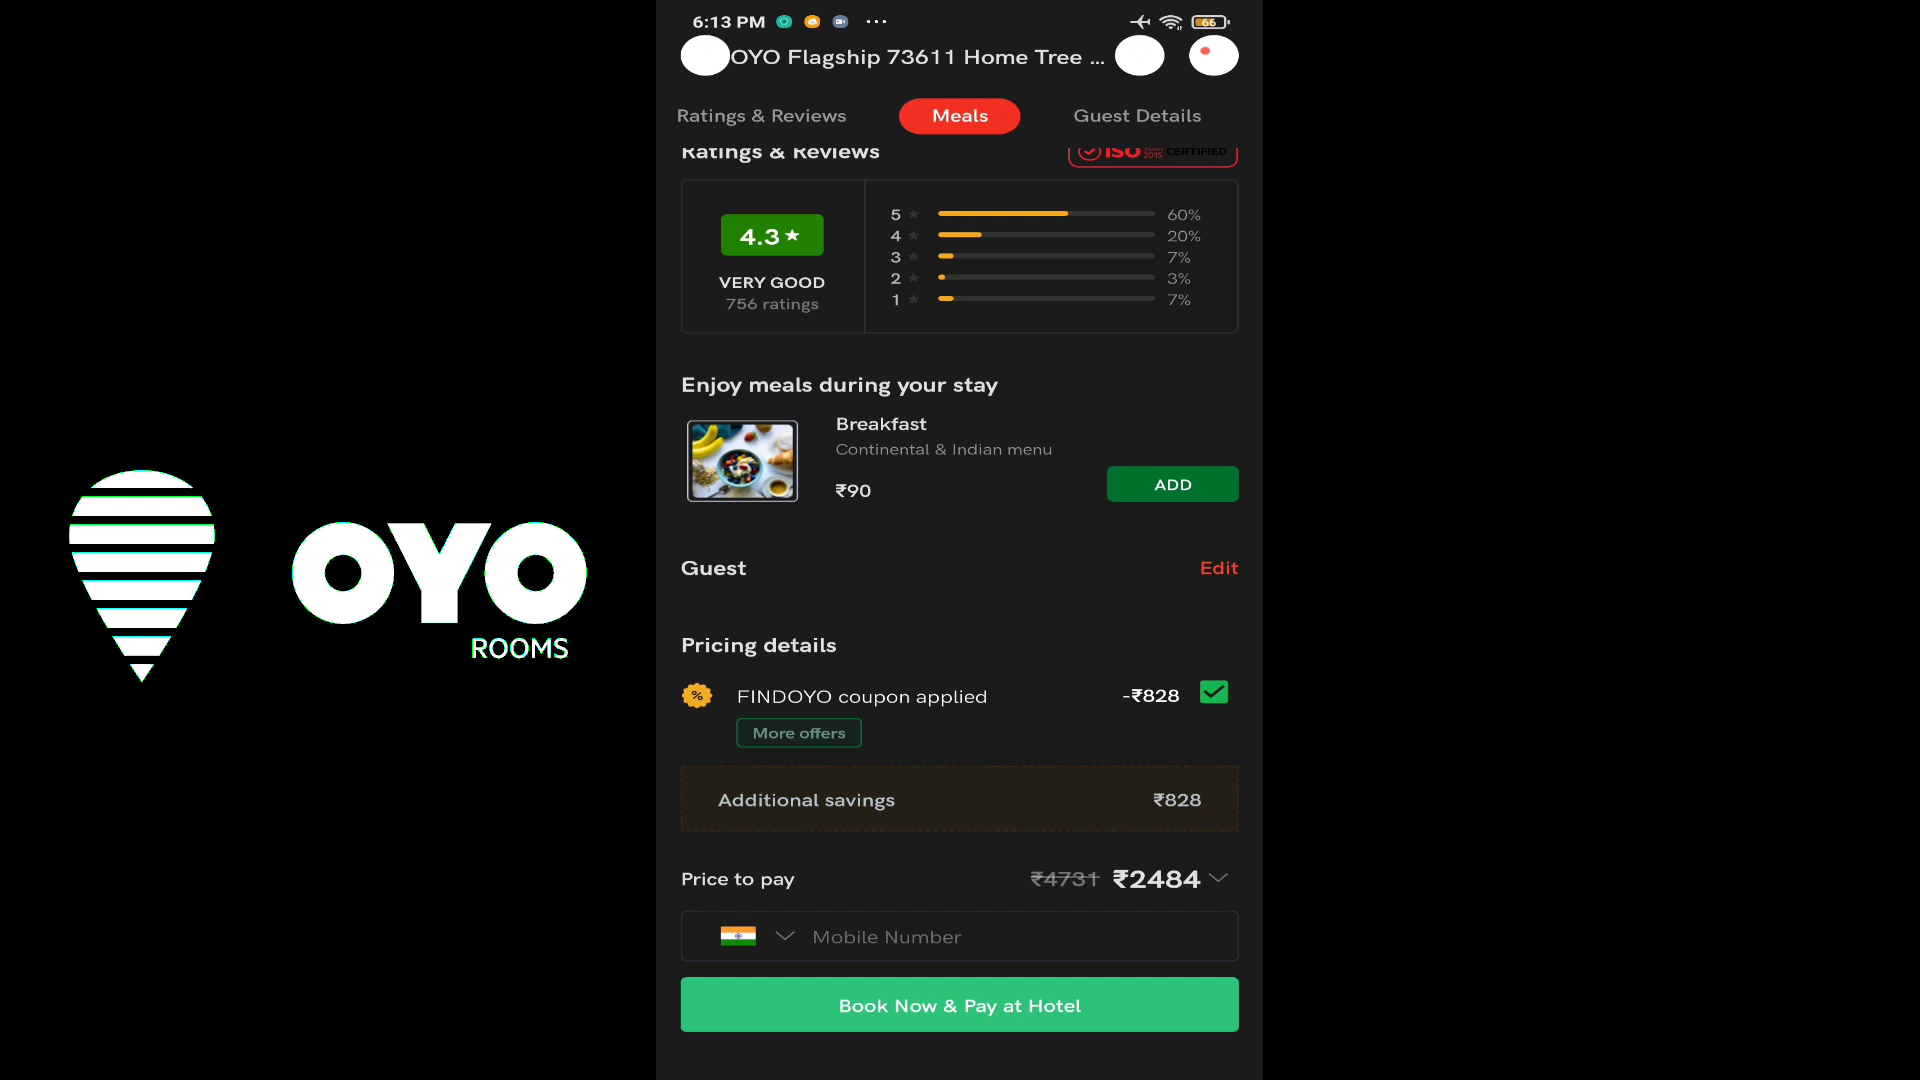 6:13 PM
66
OYO Flagship 73611 Home Tree ...
Ratings & Reviews
Meals
Guest Details
Ratings & Reviews
ISO 2015 CERTIFIED
4.3★
VERY GOOD
756 ratings
5 ★ 60%
4 ★ 20%
3 ★ 7%
2 ★ 3%
1 ★ 7%
Enjoy meals during your stay
Breakfast
Continental & Indian menu
₹90
ADD
Guest
Edit
OYO
ROOMS
Pricing details
% FINDOYO coupon applied -₹828
More offers
Additional savings ₹828
Price to pay ₹4731 ₹2484
Mobile Number
Book Now & Pay at Hotel